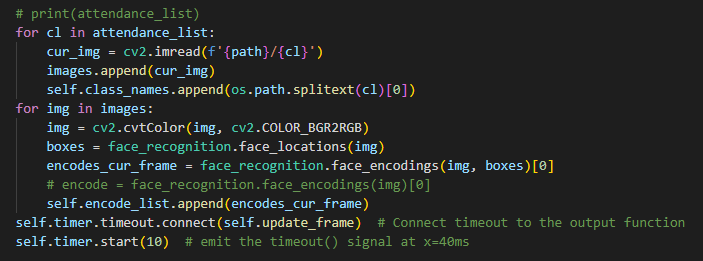 # print(attendance_list)
for cl in attendance_list:
    cur_img = cv2.imread(f'{path}/{cl}')
    images.append(cur_img)
    self.class_names.append(os.path.splitext(cl)[0])
for img in images:
    img = cv2.cvtColor(img, cv2.COLOR_BGR2RGB)
    boxes = face_recognition.face_locations(img)
    encodes_cur_frame = face_recognition.face_encodings(img, boxes)[0]
    # encode = face_recognition.face_encodings(img)[0]
    self.encode_list.append(encodes_cur_frame)
self.timer.timeout.connect(self.update_frame)  # Connect timeout to the output function
self.timer.start(10)  # emit the timeout() signal at x=40ms